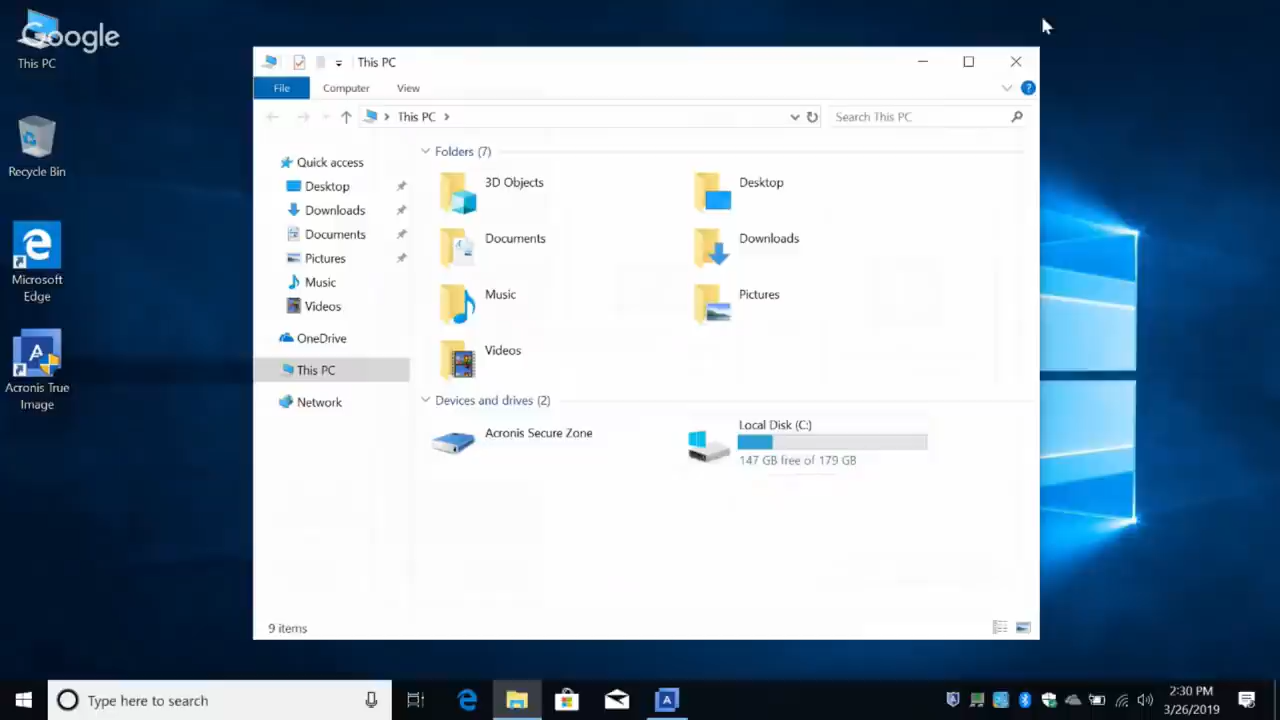 Google
This PC
Recycle Bin
Microsoft
Edge
Acronis True
Image
This PC
File
Computer
View
This PC
Search This PC
Quick access
Desktop
Downloads
Documents
Pictures
Music
Videos
OneDrive
This PC
Network
Folders (7)
3D Objects
Desktop
Documents
Downloads
Music
Pictures
Videos
Devices and drives (2)
Acronis Secure Zone
Local Disk (C:)
147 GB free of 179 GB
9 items
Type here to search
2:30 PM
3/26/2019